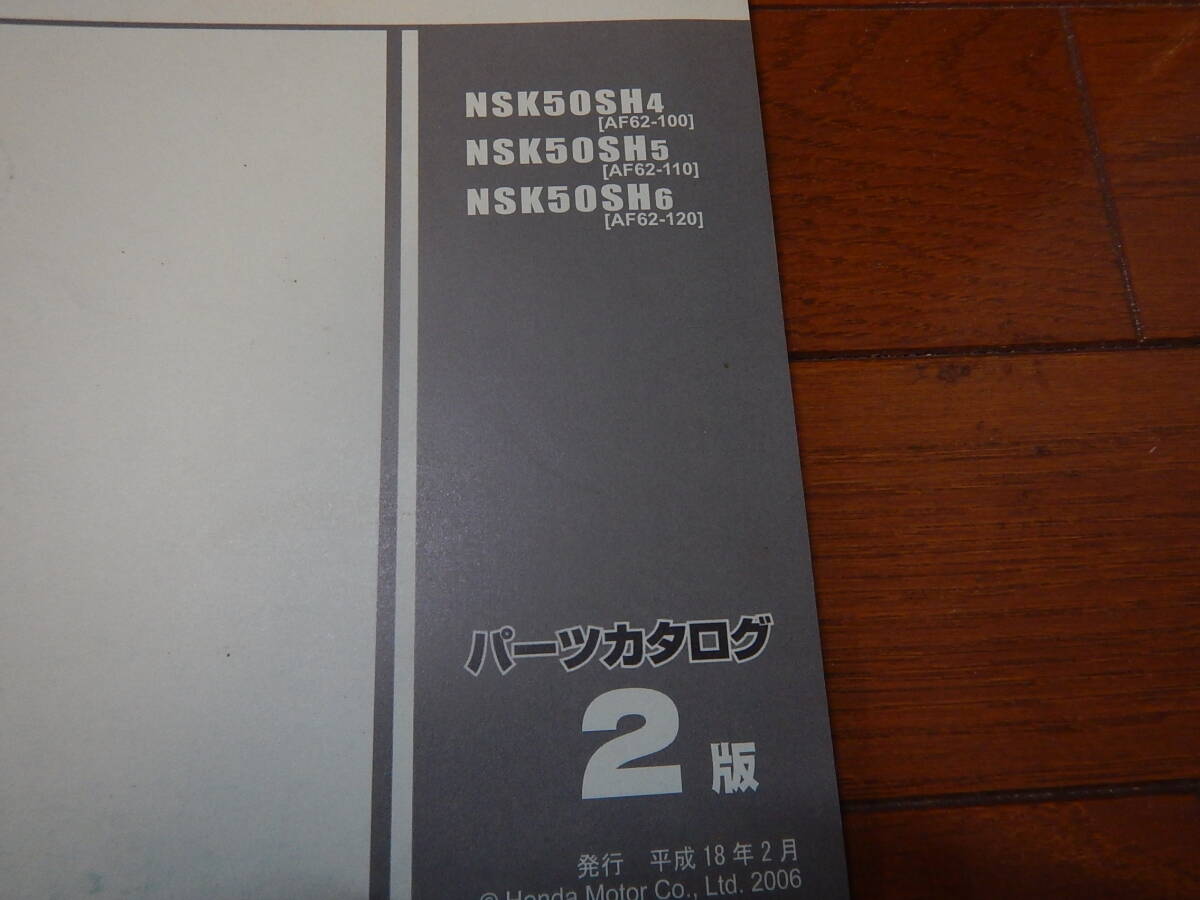 NSK50SH4
[AF62-100]
NSK50SH5
[AF62-110]
NSK50SH6
[AF62-120]
パーツカタログ
2版
発行 平成18年2月
© Honda Motor Co., Ltd. 2006